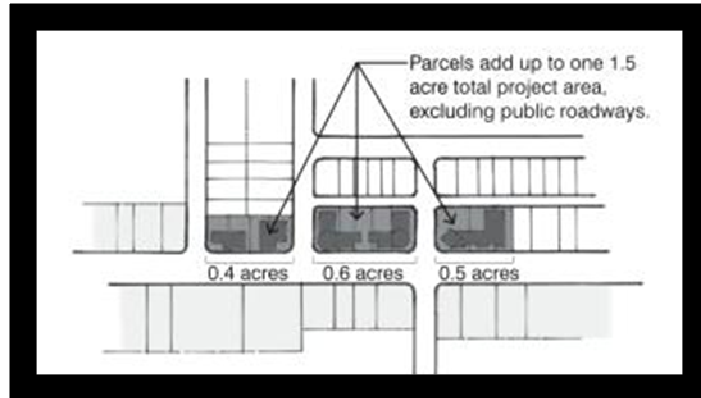 Parcels add up to one 1.5
acre total project area,
excluding public roadways.
0.4 acres
0.6 acres
0.5 acres